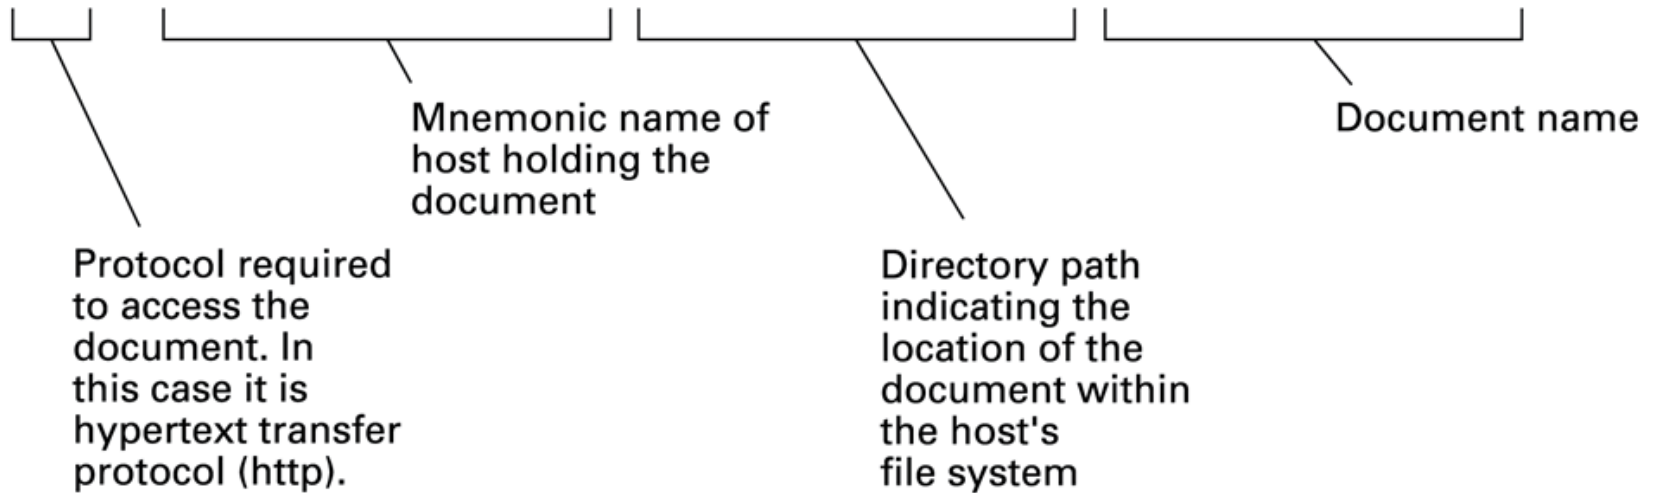 Mnemonic name of
host holding the
document
Document name
Protocol required
to access the
document. In
this case it is
hypertext transfer
protocol (http).
Directory path
indicating the
location of the
document within
the host's
file system